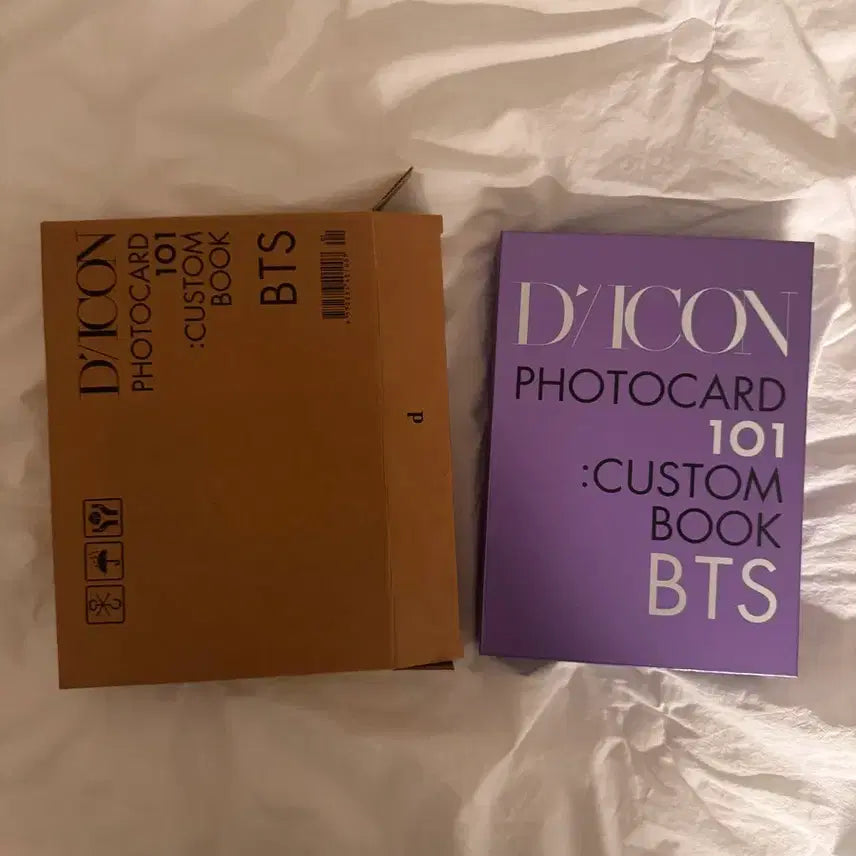 D'/ICON
PHOTOCARD
101
:CUSTOM
BOOK
BTS
d
D'/ICON
PHOTOCARD
101
:CUSTOM
BOOK
BTS